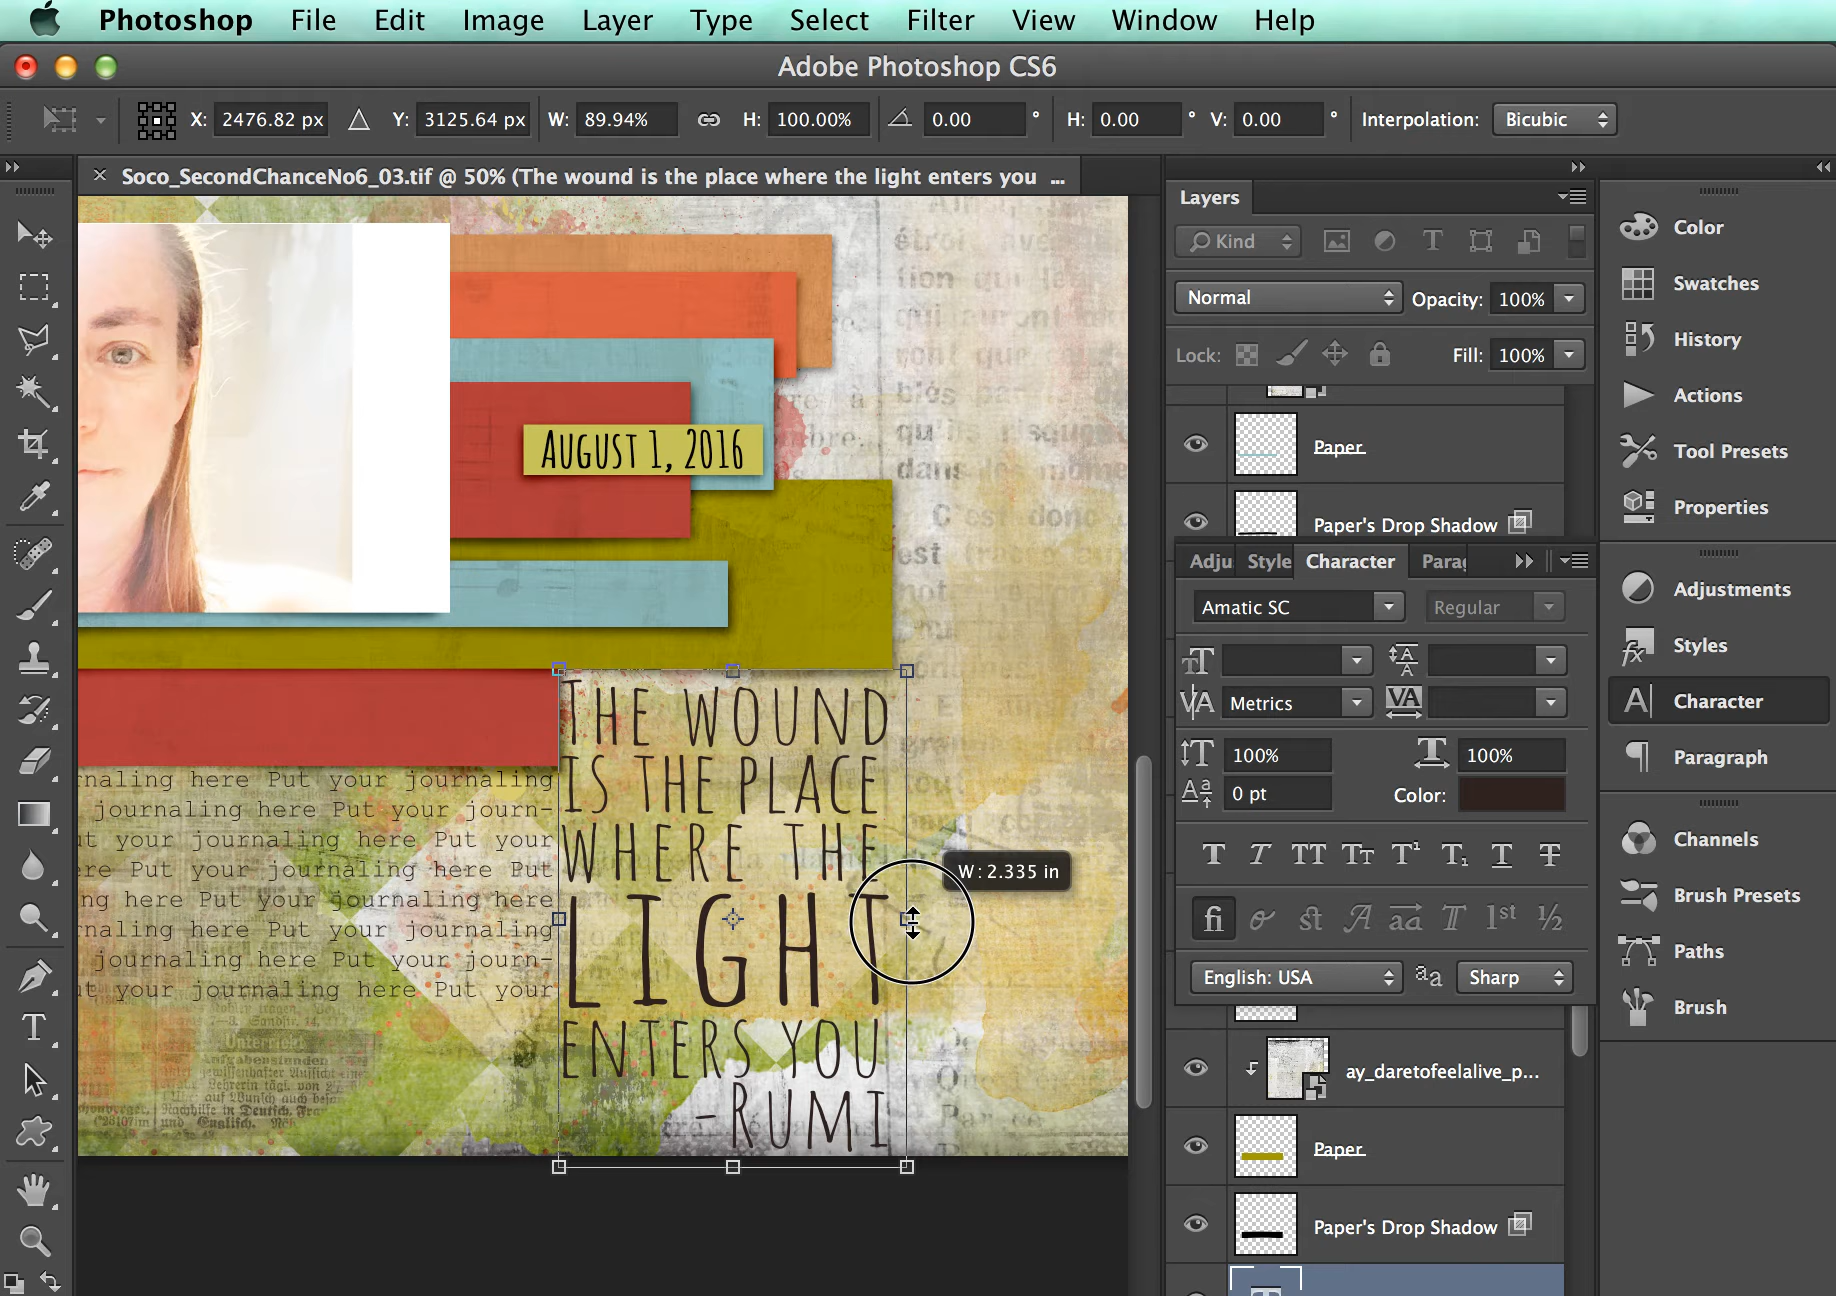 Photoshop File Edit Image Layer Type Select Filter View Window Help
Adobe Photoshop CS6
X: 2476.82 px Y: 3125.64 px W: 89.94% H: 100.00% 0.00 ° H: 0.00 ° V: 0.00 ° Interpolation: Bicubic
× Soco_SecondChanceNo6_03.tif @ 50% (The wound is the place where the light enters you ...
AUGUST 1, 2016
THE WOUND
IS THE PLACE
WHERE THE
LIGHT
ENTERS YOU
-RUMI
W: 2.335 in
rnaling here Put your journaling
journaling here Put your journ-
ut your journaling here Put your
ere Put your journaling here Put
ng here Put your journaling here
rnaling here Put your journaling
journaling here Put your journ-
ut your journaling here Put your
Layers
Kind
Normal Opacity: 100%
Lock: Fill: 100%
Paper
Paper's Drop Shadow
Adju Style Character Parag
Amatic SC Regular
Metrics
100% 100%
0 pt Color:
English: USA aa Sharp
ay_daretofeelalive_p...
Paper
Paper's Drop Shadow
Color
Swatches
History
Actions
Tool Presets
Properties
Adjustments
Styles
Character
Paragraph
Channels
Brush Presets
Paths
Brush